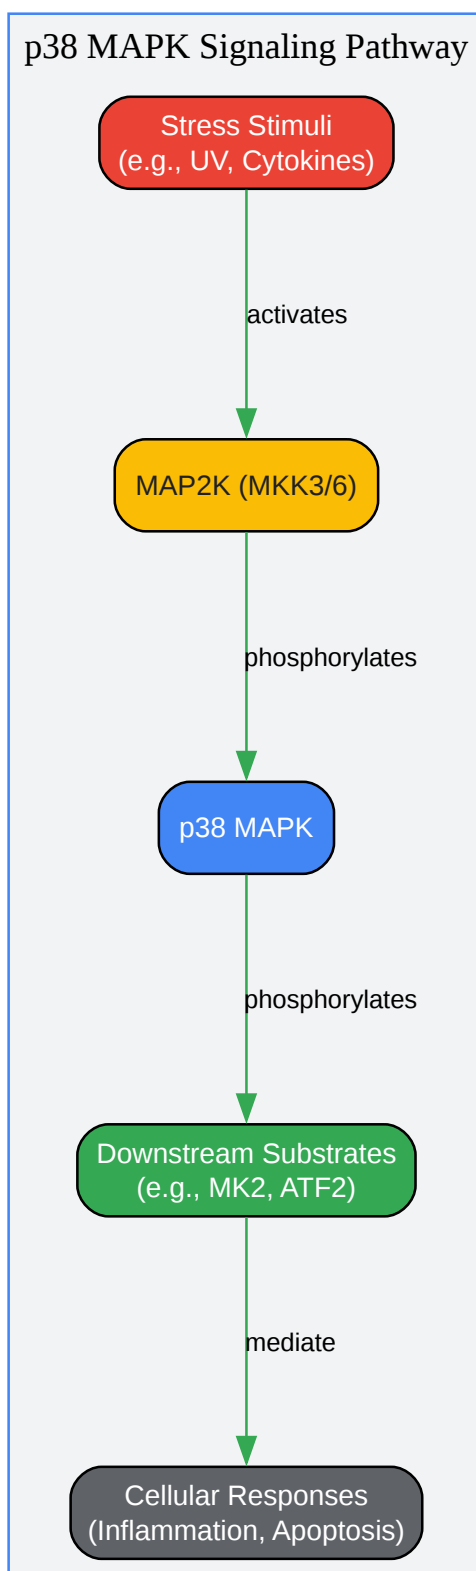 p38 MAPK Signaling Pathway
Stress Stimuli
(e.g., UV, Cytokines)
activates
MAP2K (MKK3/6)
phosphorylates
p38 MAPK
phosphorylates
Downstream Substrates
(e.g., MK2, ATF2)
mediate
Cellular Responses
(Inflammation, Apoptosis)